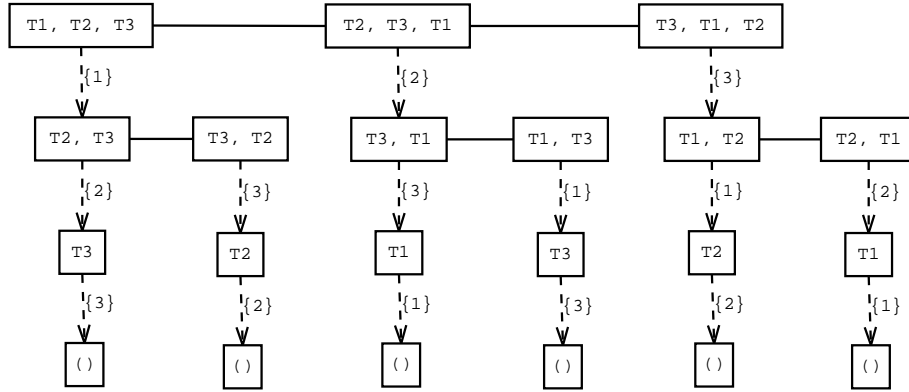 T1, T2, T3 T2, T3, T1 T3, T1, T2
{1} {2} {3}
T2, T3 T3, T2 T3, T1 T1, T3 T1, T2 T2, T1
{2} {3} {3} {1} {1} {2}
T3 T2 T1 T3 T2 T1
{3} {2} {1} {3} {2} {1}
() () () () () ()